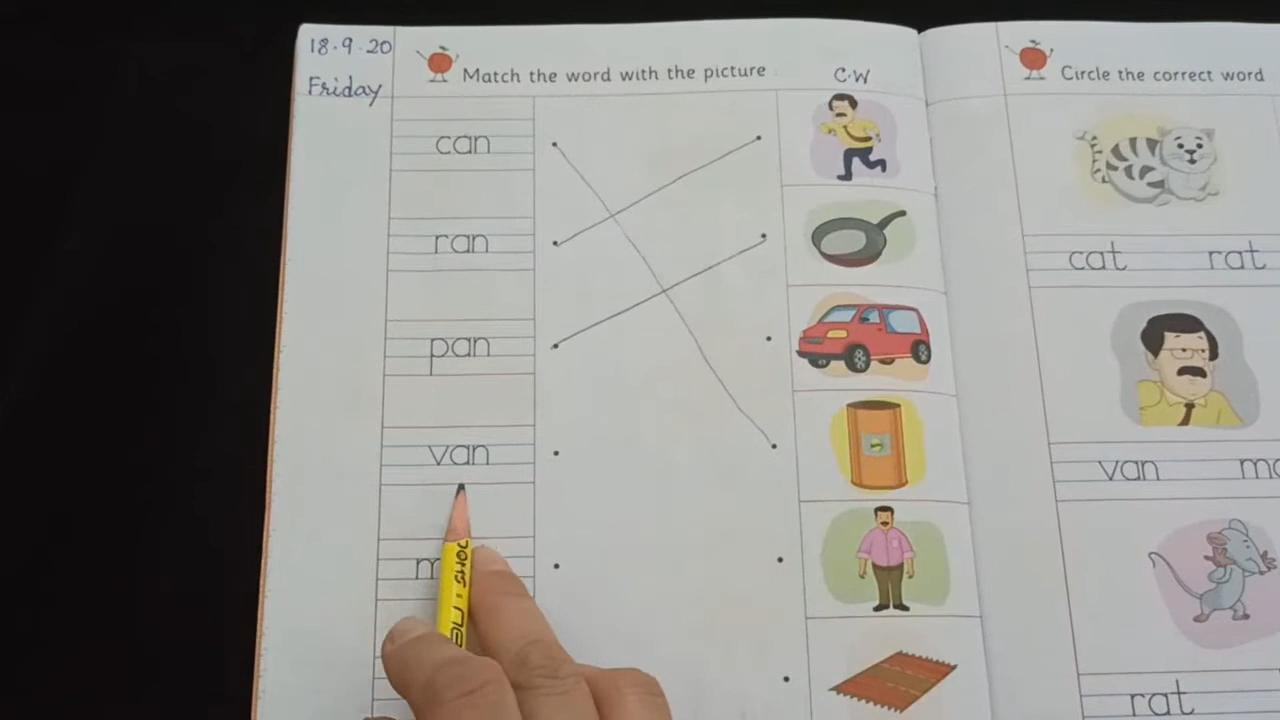 18.9.20
Friday
Match the word with the picture
C.W
can
ran
pan
van
Circle the correct word
cat rat
van
rat